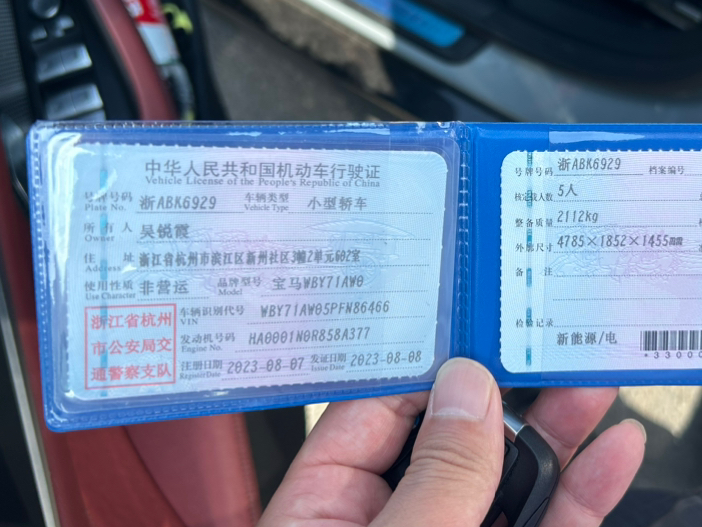 中华人民共和国机动车行驶证
Vehicle License of the People's Republic of China
号牌号码 浙ABK6929 车辆类型 小型轿车
Plate No. Vehicle Type
所有人 吴锐霞
Owner
住址 浙江省杭州市滨江区新州社区3幢2单元602室
Address
使用性质 非营运 品牌型号 宝马WBY71AW0
Use Character Model
浙江省杭州
市公安局交
通警察支队
车辆识别代号 WBY71AW05PFN86466
VIN
发动机号码 HA0001N0R858A377
Engine No.
注册日期 2023-08-07 发证日期 2023-08-08
Register Date Issue Date
号牌号码 浙ABK6929 档案编号
核定载人数 5人
整备质量 2112kg
外廓尺寸 4785×1852×1455
备注
检验记录
新能源/电
*33000